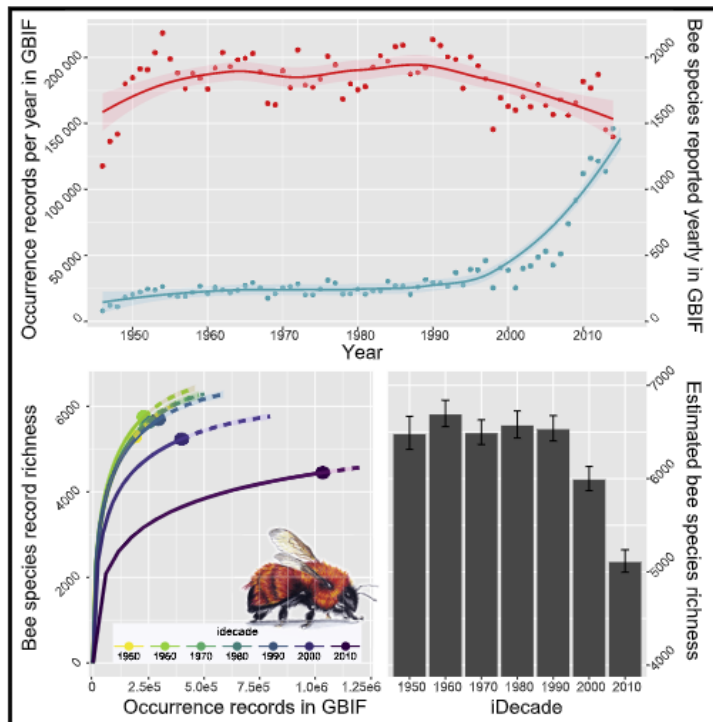 Occurrence records per year in GBIF
200 000
150 000
100 000
50 000
0
2000
1500
1000
500
0
Bee species reported yearly in GBIF
1950 1960 1970 1980 1990 2000 2010
Year
Bee species record richness
6000
4000
2000
0
idecade
1950 1960 1970 1980 1990 2000 2010
0 2.5e5 5.0e5 7.5e5 1.0e6 1.25e6
Occurrence records in GBIF
7000
6000
5000
4000
Estimated bee species richness
1950 1960 1970 1980 1990 2000 2010
iDecade